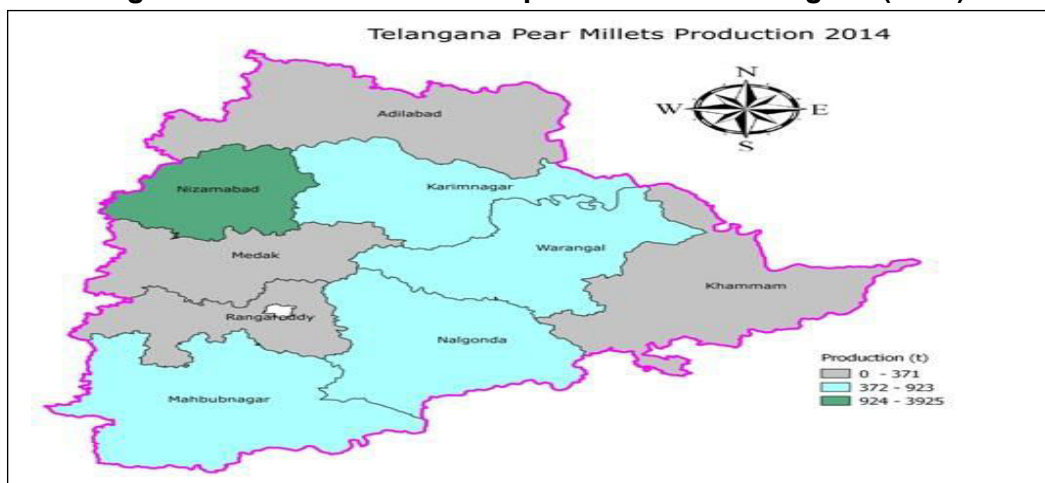 Telangana Pear Millets Production 2014
N
W E
S
Adilabad
Nizamabad
Karimnagar
Warangal
Medak
Khammam
Rangareddy
Nalgonda
Mahbubnagar
Production (t)
0 - 371
372 - 923
924 - 3925